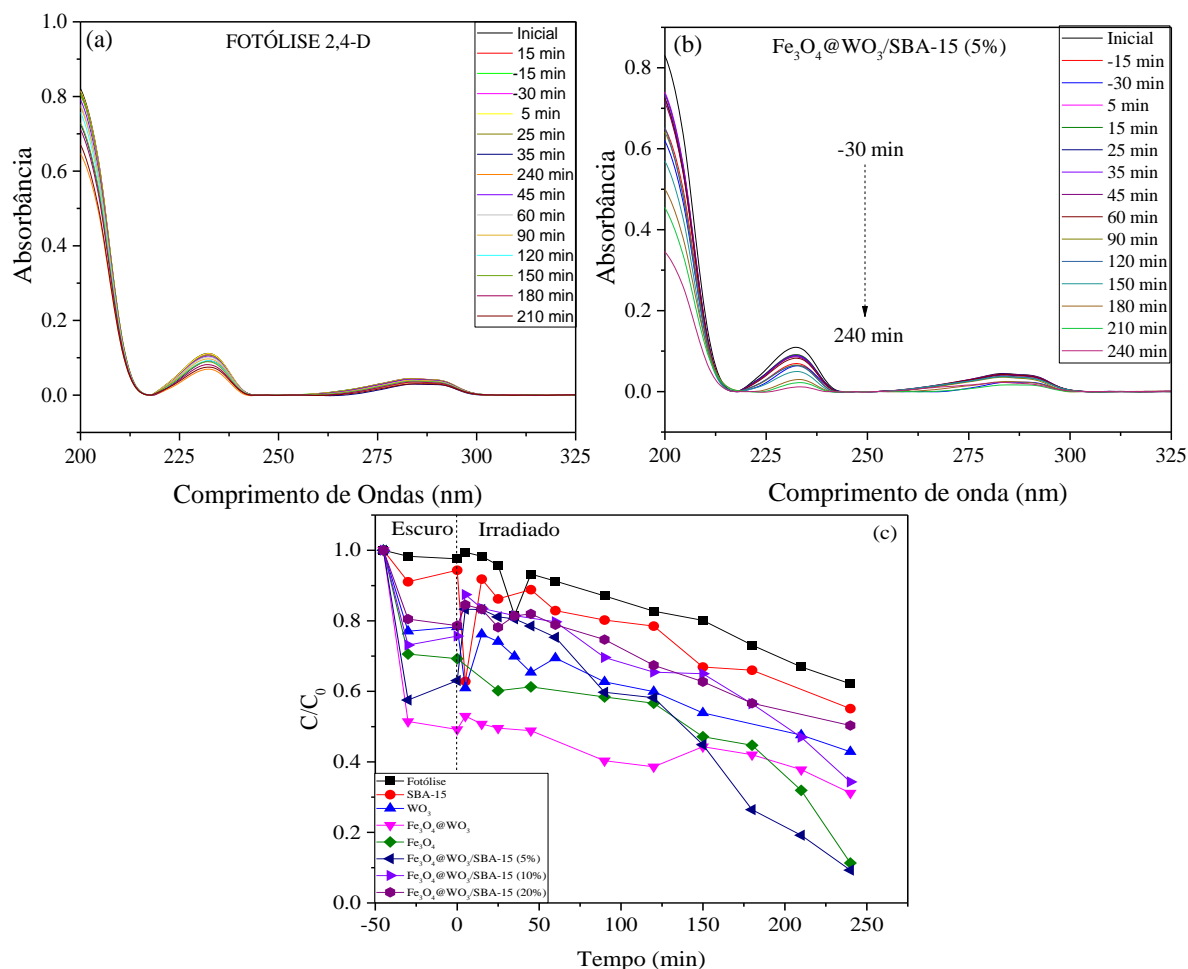 (a)
FOTÓLISE 2,4-D
Absorbância
1.0
0.8
0.6
0.4
0.2
0.0
200
225
250
275
300
325
Comprimento de Ondas (nm)
Inicial
15 min
-15 min
-30 min
5 min
25 min
35 min
240 min
45 min
60 min
90 min
120 min
150 min
180 min
210 min
(b)
Fe₃O₄@WO₃/SBA-15 (5%)
Absorbância
0.8
0.6
0.4
0.2
0.0
200
225
250
275
300
325
Comprimento de onda (nm)
-30 min
240 min
Inicial
-15 min
-30 min
5 min
15 min
25 min
35 min
45 min
60 min
90 min
120 min
150 min
180 min
210 min
240 min
Escuro
Irradiado
(c)
C/C₀
1.0
0.8
0.6
0.4
0.2
0.0
Fotólise
SBA-15
WO₃
Fe₃O₄@WO₃
Fe₃O₄
Fe₃O₄@WO₃/SBA-15 (5%)
Fe₃O₄@WO₃/SBA-15 (10%)
Fe₃O₄@WO₃/SBA-15 (20%)
-50
0
50
100
150
200
250
Tempo (min)